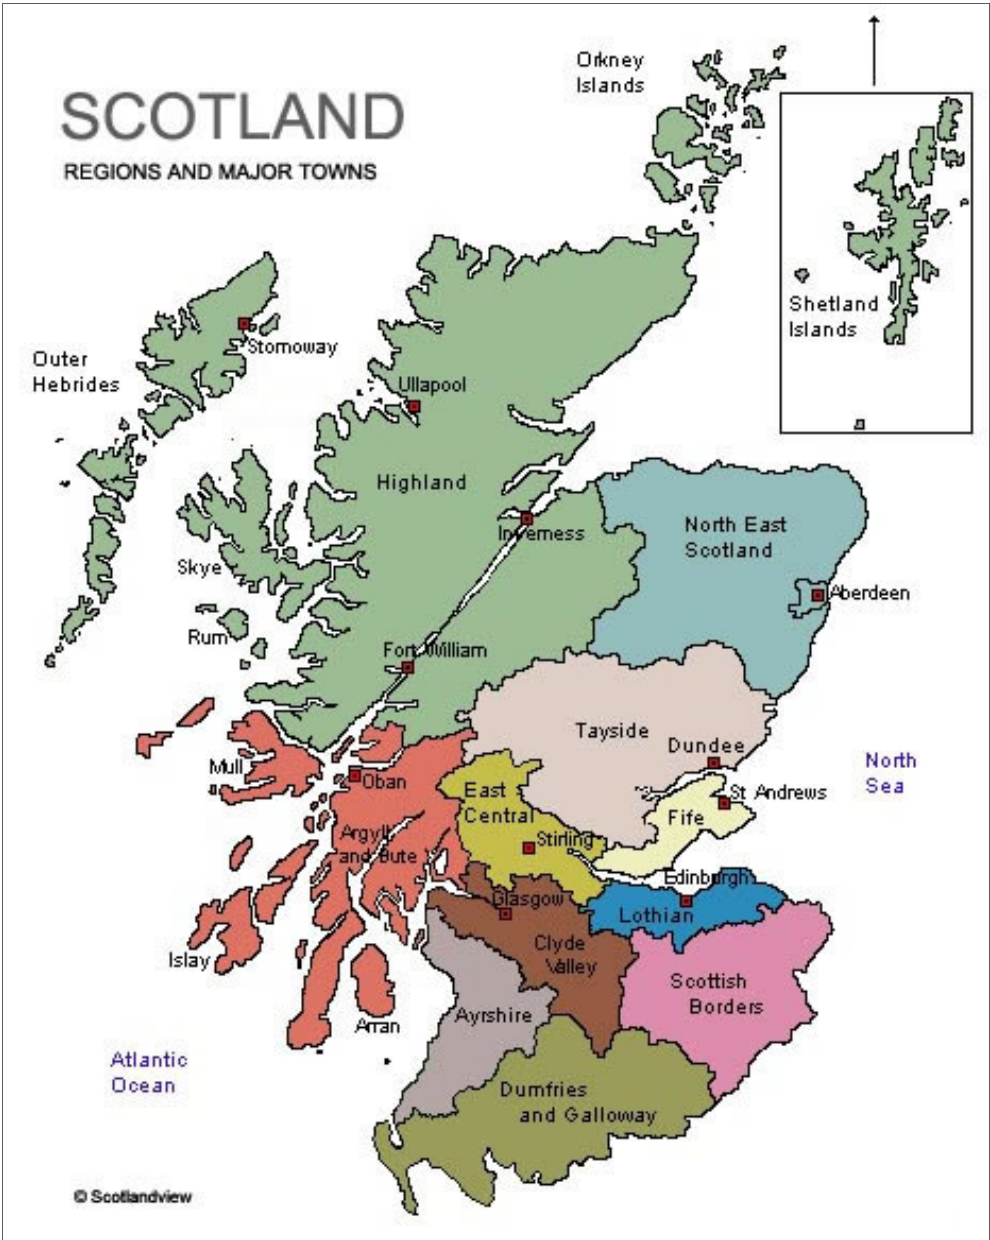 SCOTLAND
REGIONS AND MAJOR TOWNS
Orkney
Islands
Shetland
Islands
Outer
Hebrides
Stornoway
Ullapool
Highland
Inverness
North East
Scotland
Aberdeen
Skye
Rum
Fort William
Tayside
Dundee
North
Sea
Mull
Oban
East
Central
St Andrews
Fife
Stirling
Argyll
and Bute
Edinburgh
Glasgow
Lothian
Clyde
Valley
Islay
Scottish
Borders
Arran
Ayrshire
Atlantic
Ocean
Dumfries
and Galloway
© Scotlandview